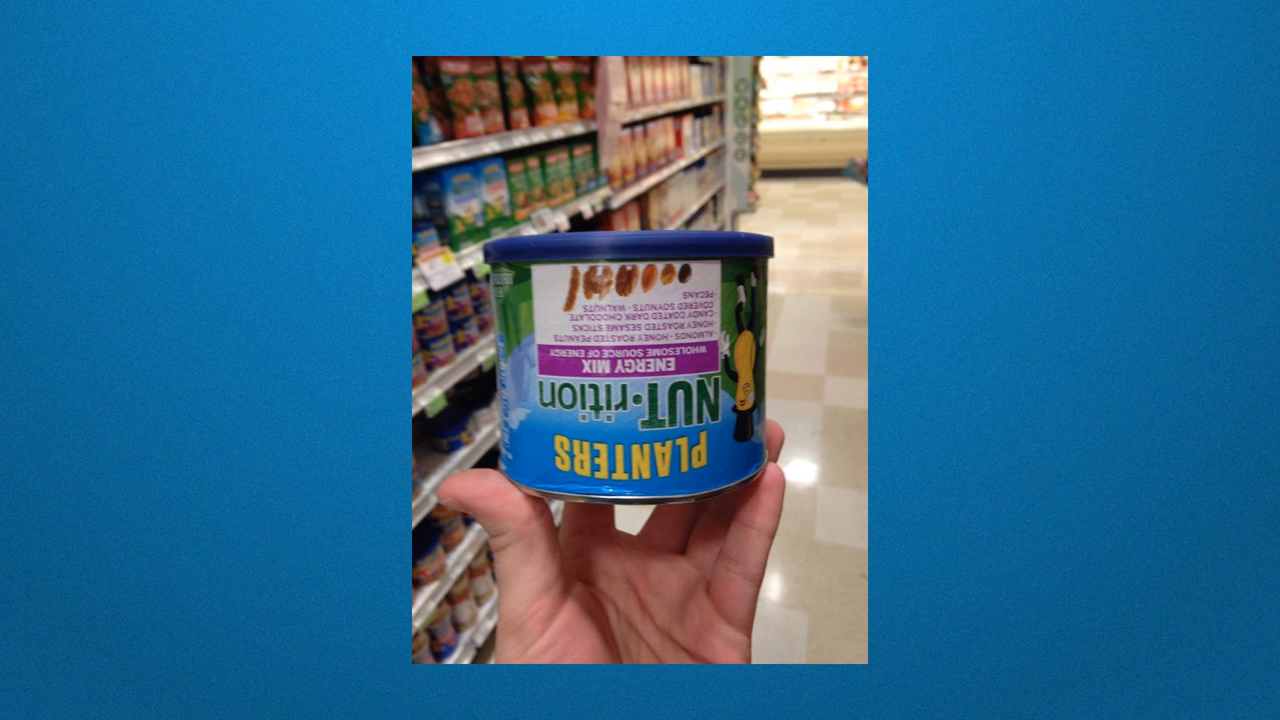 PLANTERS
NUT•rition
ENERGY MIX
WHOLESOME SOURCE OF ENERGY
· ALMONDS · HONEY ROASTED PEANUTS
· HONEY ROASTED SESAME STICKS
· CANDY COATED DARK CHOCOLATE
COVERED SOYNUTS · WALNUTS
· PECANS